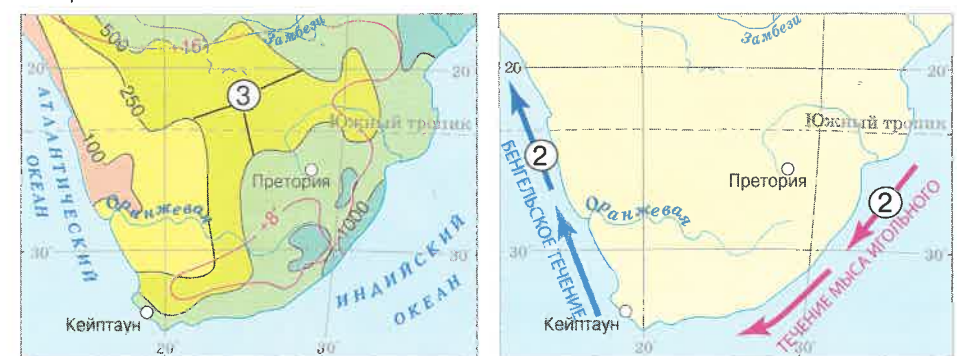 500
+16°
Замбези
20
20
250
3
Южный тропик
100
АТЛАНТИЧЕСКИЙ
ОКЕАН
Претория
Оранжевая
+8°
1000
30
30
ИНДИЙСКИЙ
ОКЕАН
Кейптаун
20
30
Замбези
20
20
Южный тропик
2
БЕНГЕЛЬСКОЕ ТЕЧЕНИЕ
Претория
2
Оранжевая
30
30
ТЕЧЕНИЕ МЫСА ИГОЛЬНОГО
Кейптаун
20
30